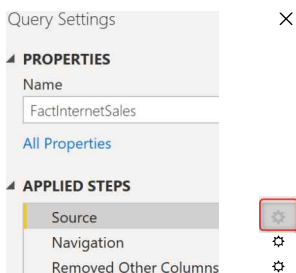 Query Settings
PROPERTIES
Name
FactInternetSales
All Properties
APPLIED STEPS
Source
Navigation
Removed Other Columns